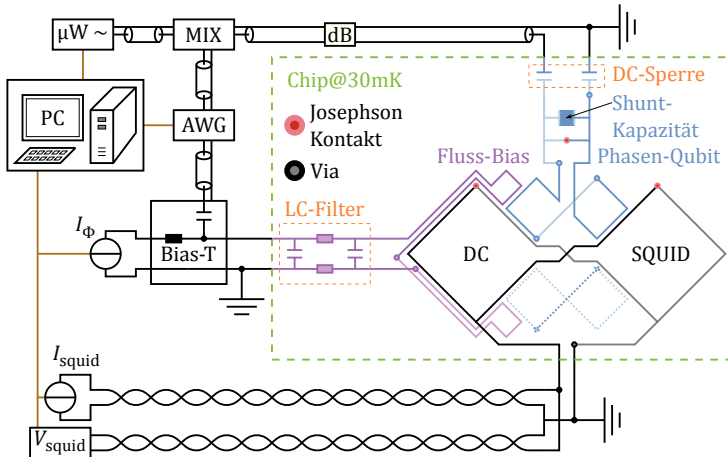 μW ~
MIX
dB
Chip@30mK
DC-Sperre
PC
Josephson
Kontakt
Shunt-
Kapazität
AWG
Via
Fluss-Bias
Phasen-Qubit
LC-Filter
IΦ
Bias-T
DC
SQUID
Isquid
Vsquid